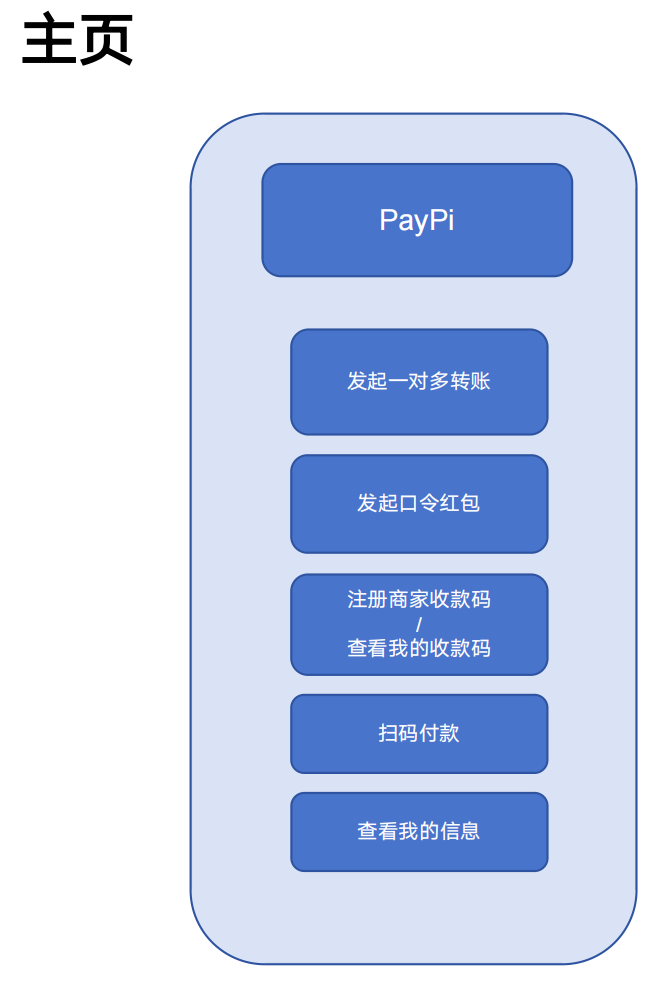 主页
PayPi
发起一对多转账
发起口令红包
注册商家收款码
/
查看我的收款码
扫码付款
查看我的信息